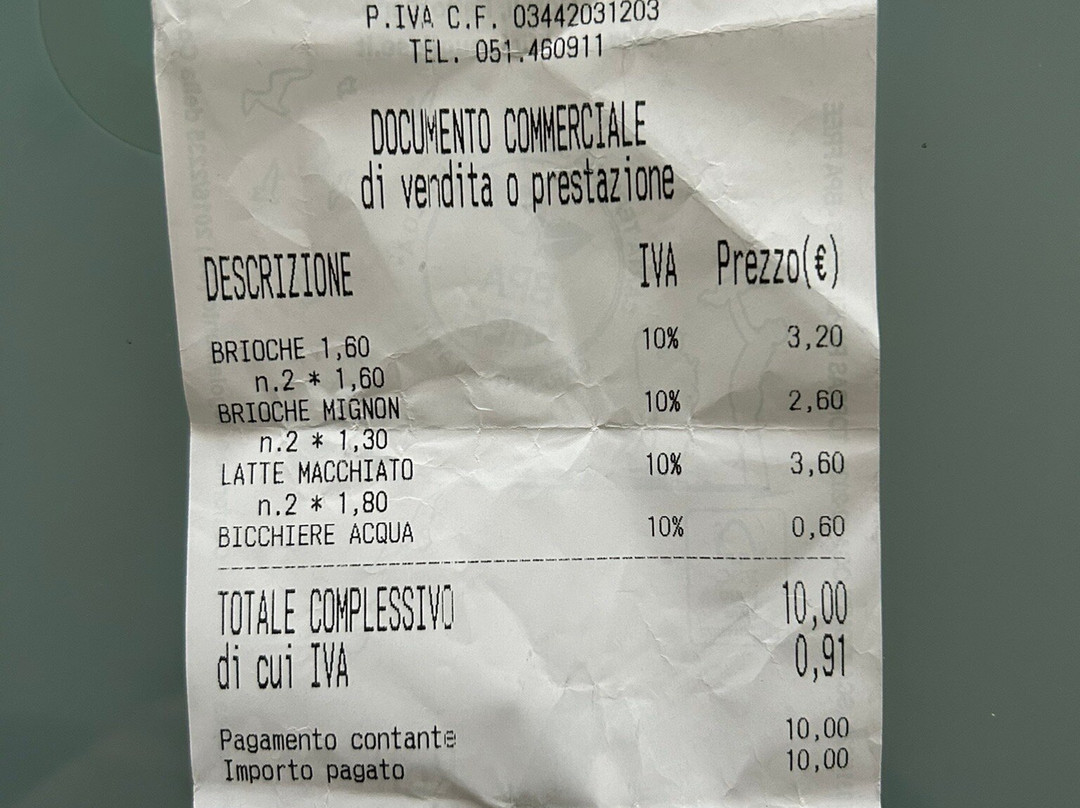 P.IVA C.F. 03442031203
TEL. 051.460911
DOCUMENTO COMMERCIALE
di vendita o prestazione
DESCRIZIONE IVA Prezzo(€)
BRIOCHE 1,60 10% 3,20
n.2 * 1,60
BRIOCHE MIGNON 10% 2,60
n.2 * 1,30
LATTE MACCHIATO 10% 3,60
n.2 * 1,80
BICCHIERE ACQUA 10% 0,60
TOTALE COMPLESSIVO 10,00
di cui IVA 0,91
Pagamento contante 10,00
Importo pagato 10,00